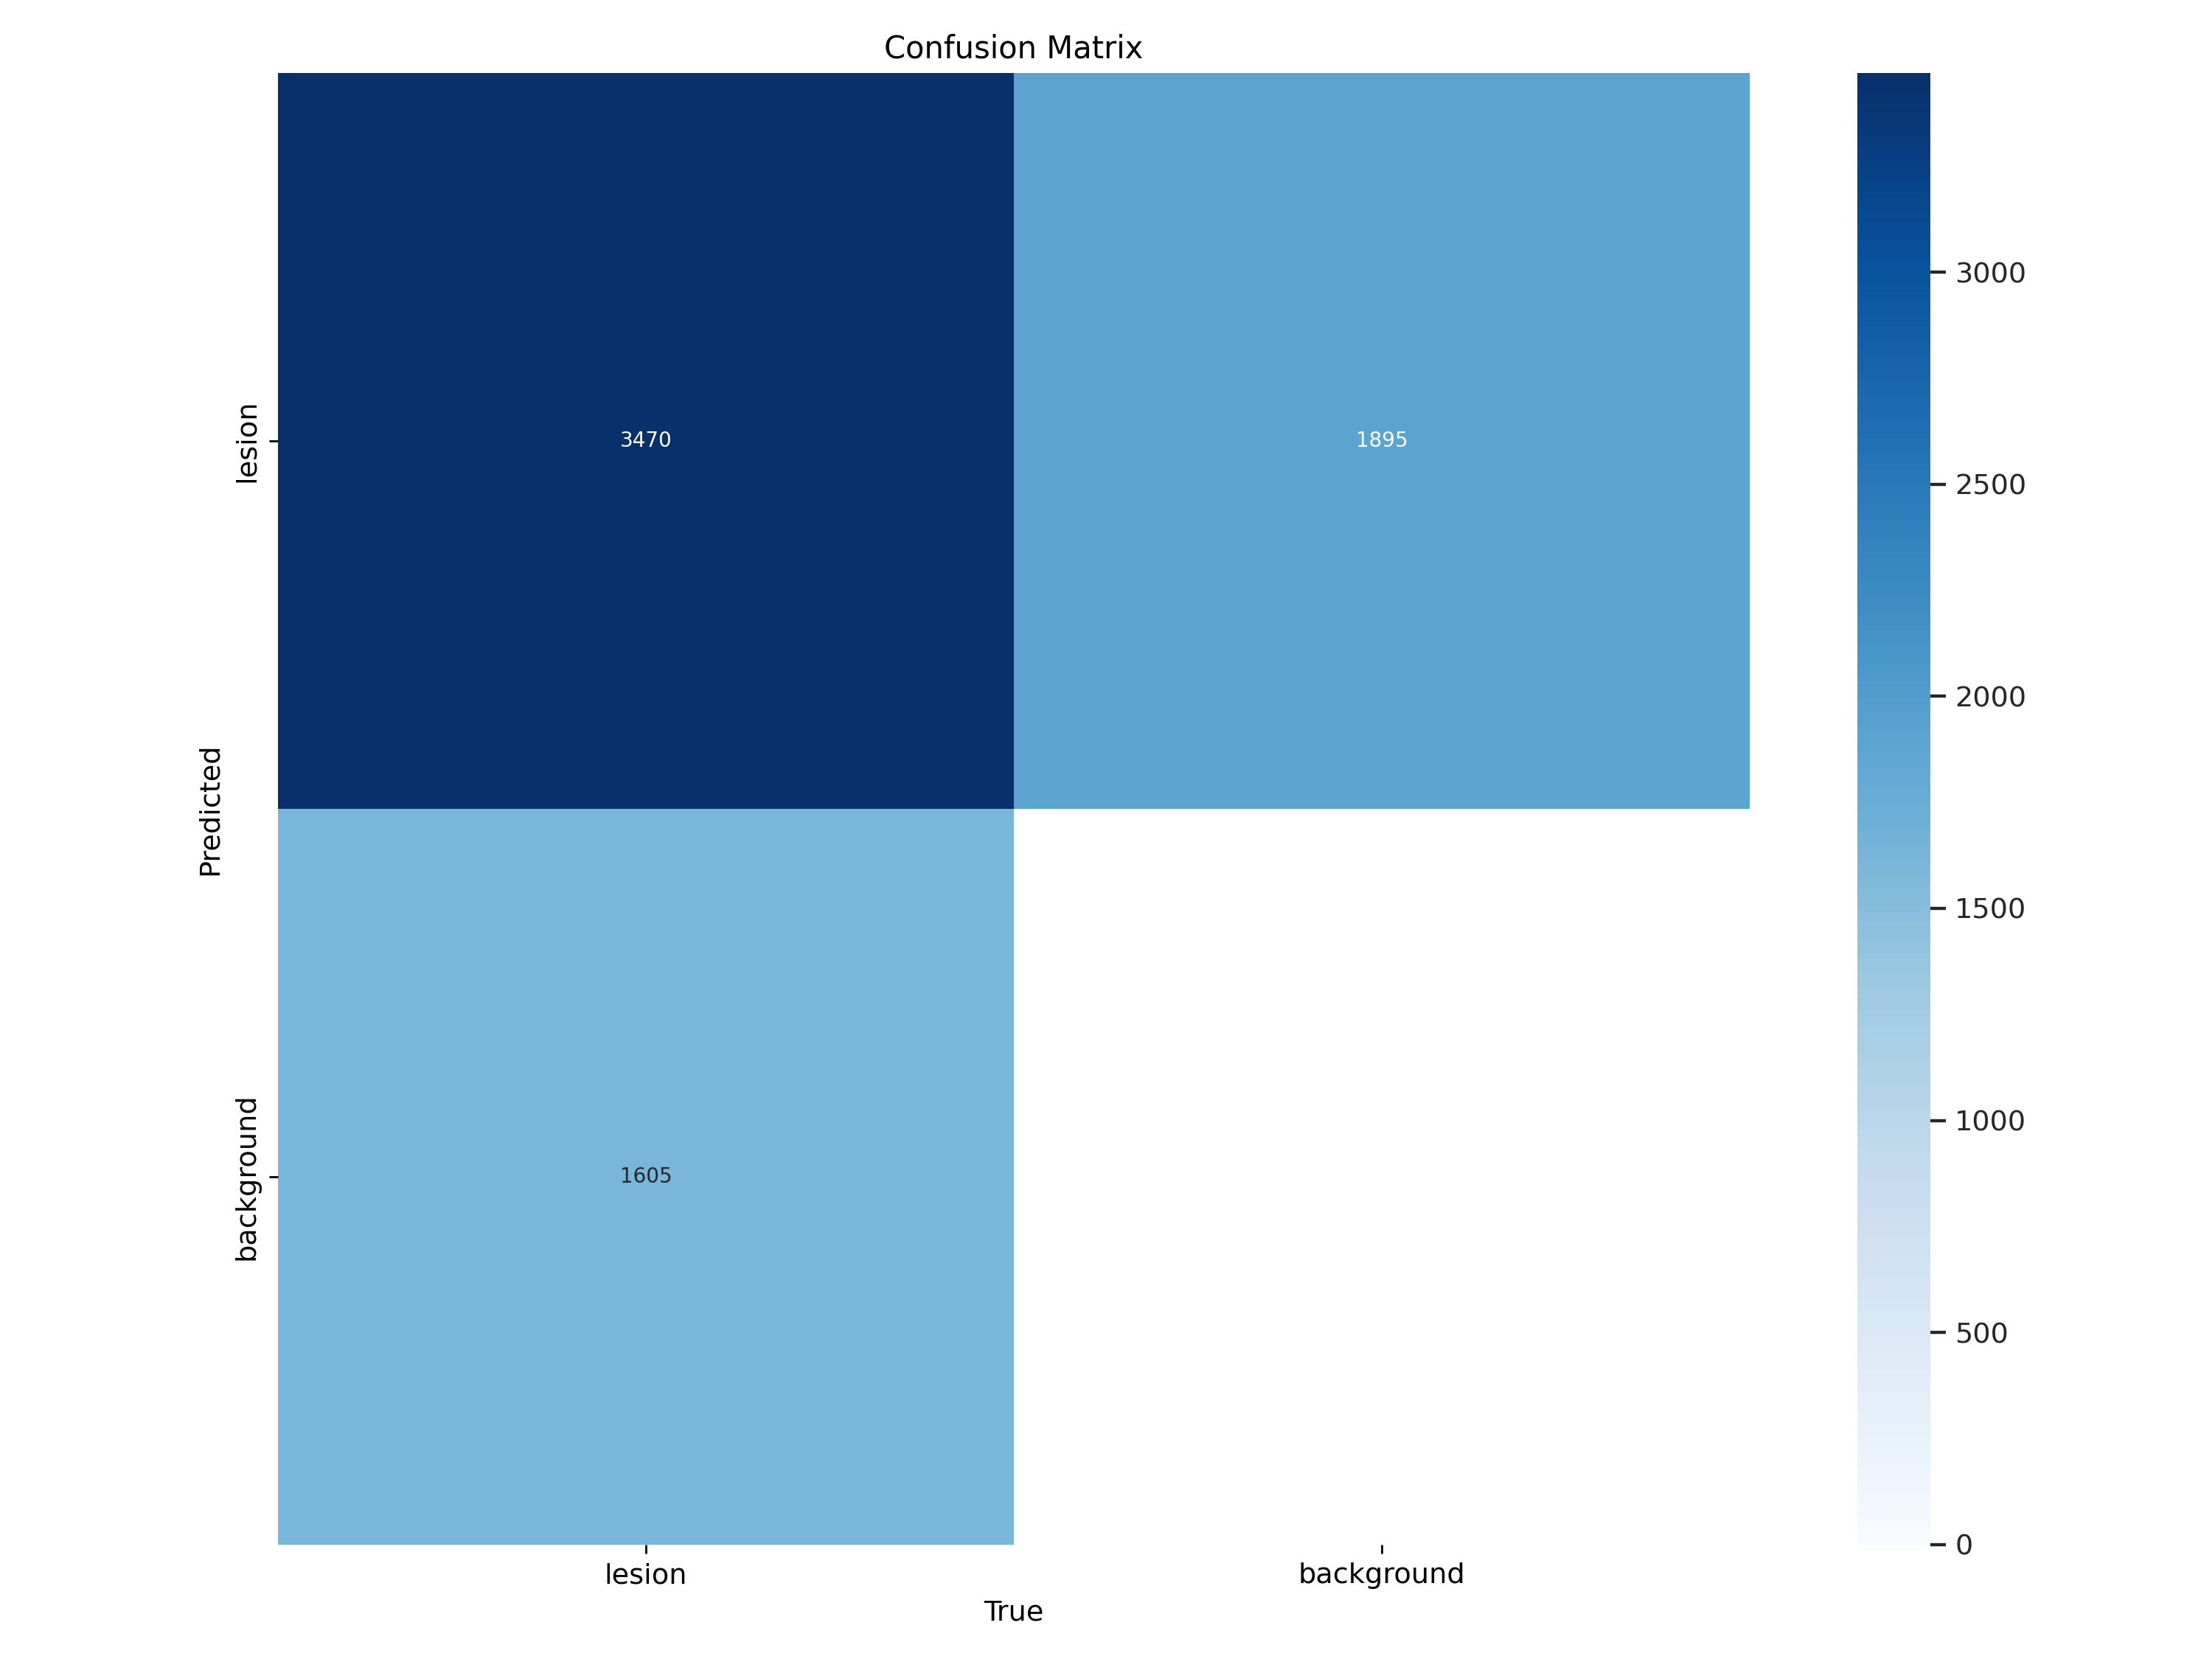 Confusion Matrix
lesion
3470
1895
Predicted
background
1605
lesion
background
True
3000
2500
2000
1500
1000
500
0